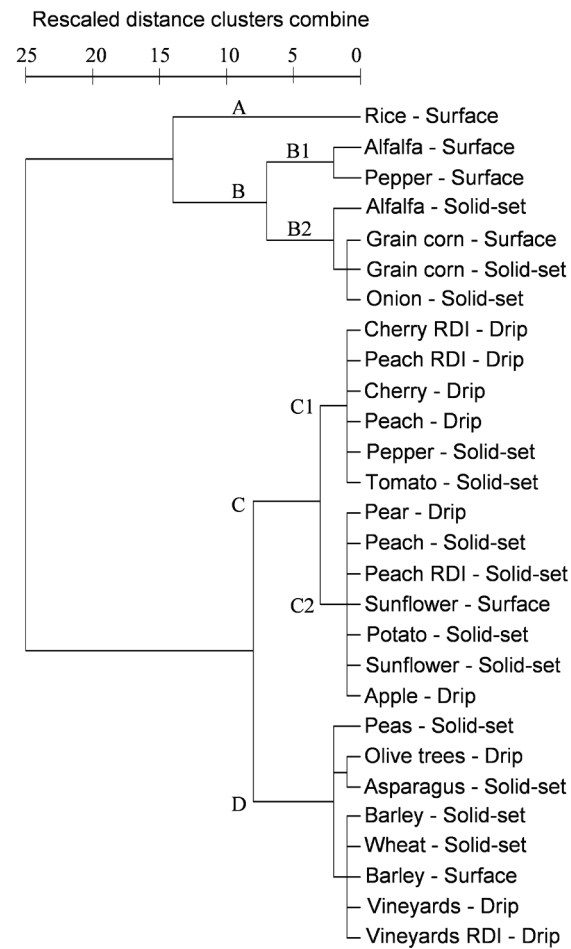 Rescaled distance clusters combine
25 20 15 10 5 0
A
Rice - Surface
B1
Alfalfa - Surface
Pepper - Surface
B
B2
Alfalfa - Solid-set
Grain corn - Surface
Grain corn - Solid-set
Onion - Solid-set
Cherry RDI - Drip
Peach RDI - Drip
Cherry - Drip
C1
Peach - Drip
Pepper - Solid-set
Tomato - Solid-set
C
Pear - Drip
Peach - Solid-set
Peach RDI - Solid-set
C2
Sunflower - Surface
Potato - Solid-set
Sunflower - Solid-set
Apple - Drip
Peas - Solid-set
Olive trees - Drip
Asparagus - Solid-set
D
Barley - Solid-set
Wheat - Solid-set
Barley - Surface
Vineyards - Drip
Vineyards RDI - Drip